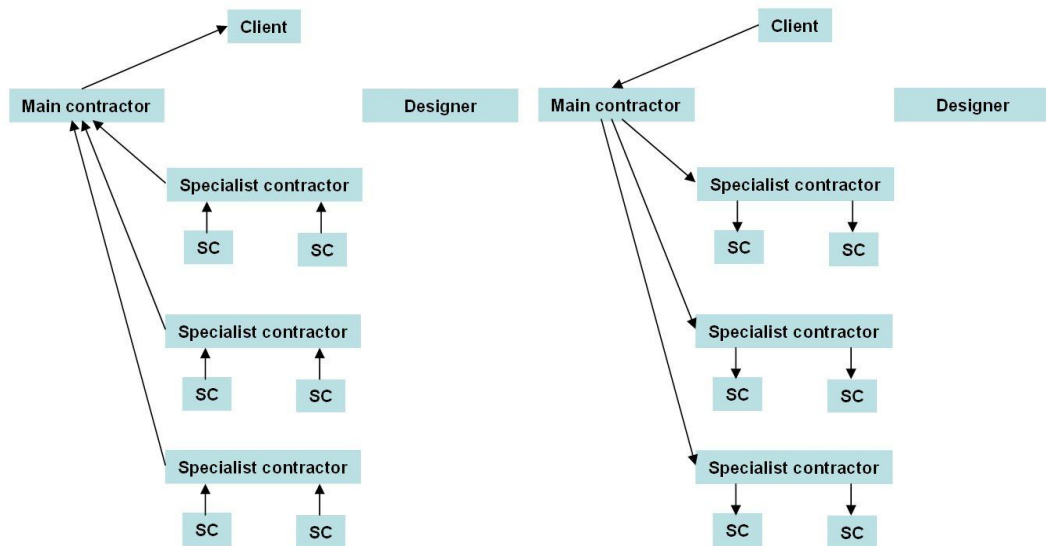 Client
Main contractor
Designer
Specialist contractor
SC
SC
Specialist contractor
SC
SC
Specialist contractor
SC
SC
Client
Main contractor
Designer
Specialist contractor
SC
SC
Specialist contractor
SC
SC
Specialist contractor
SC
SC